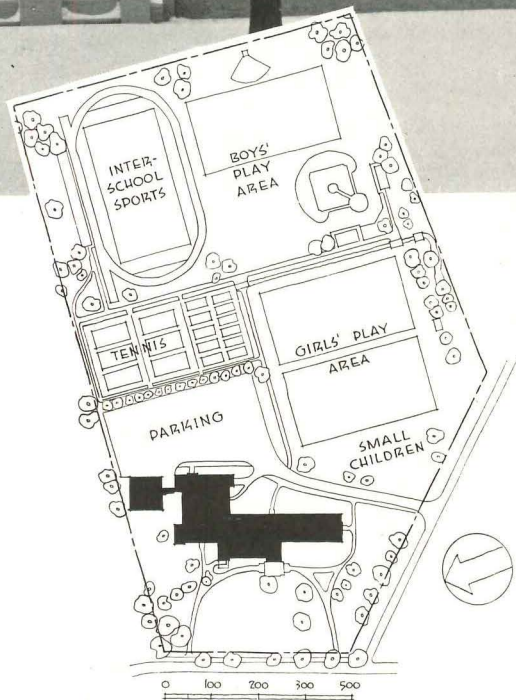 INTER-
SCHOOL
SPORTS
BOYS'
PLAY
AREA
TENNIS
GIRLS' PLAY
AREA
PARKING
SMALL
CHILDREN
0 100 200 300 500